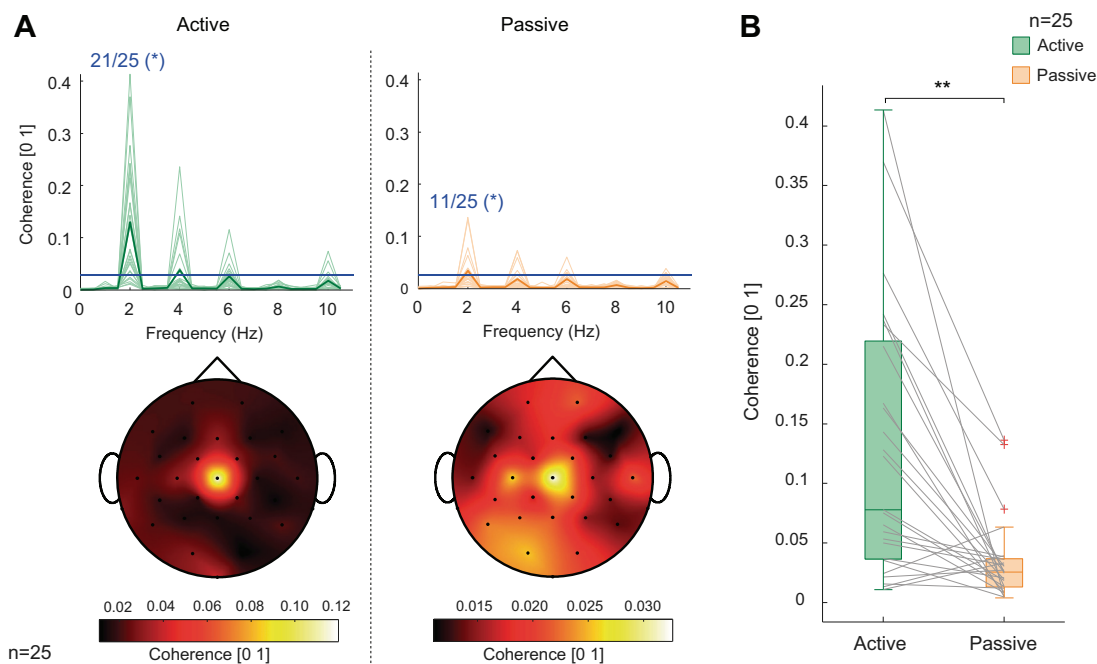 A
Active
Passive
21/25 (*)
0.4
0.3
0.2
0.1
0
Coherence [0 1]
0 2 4 6 8 10
Frequency (Hz)
11/25 (*)
0.4
0.3
0.2
0.1
0
0 2 4 6 8 10
Frequency (Hz)
0.02 0.04 0.06 0.08 0.10 0.12
Coherence [0 1]
0.015 0.020 0.025 0.030
Coherence [0 1]
n=25
B
n=25
Active
Passive
**
0.4
0.35
0.3
0.25
0.2
0.15
0.1
0.05
0
Coherence [0 1]
Active Passive